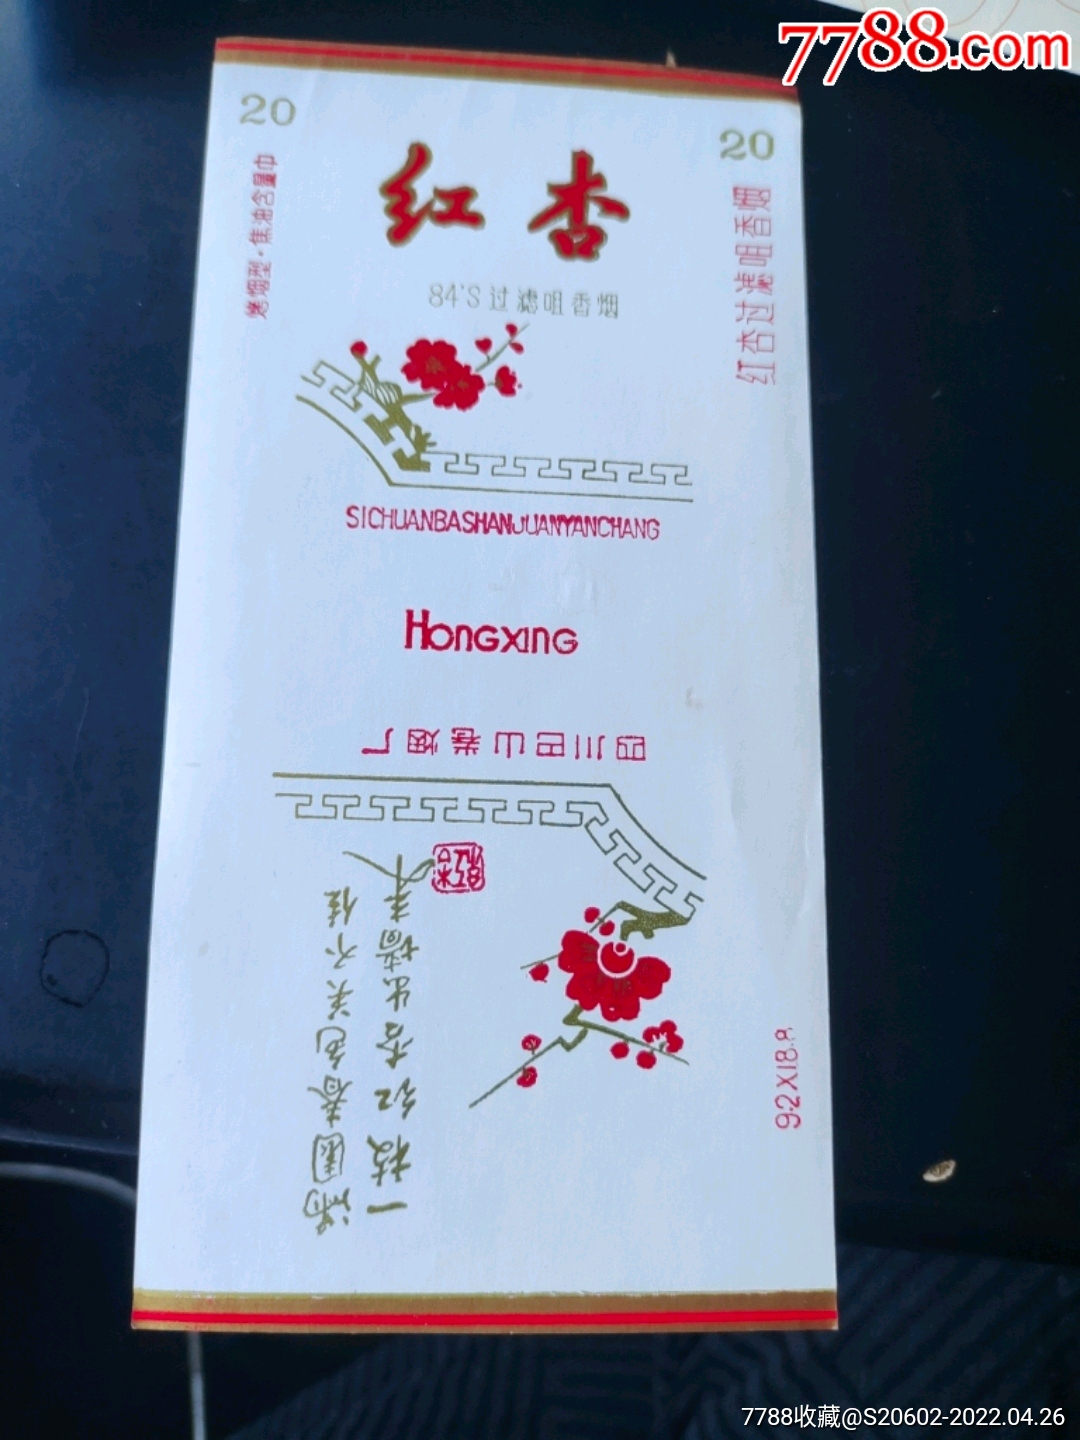 7788.com
20
20
红杏
84'S过滤咀香烟
烤烟型·焦油含量中
红杏过滤咀香烟
SICHUANBASHANJUANYANCHANG
HONGXING
四川巴山卷烟厂
满园春色关不住
一枝红杏出墙来
红杏
9.2X18.8
7788收藏@S20602-2022.04.26